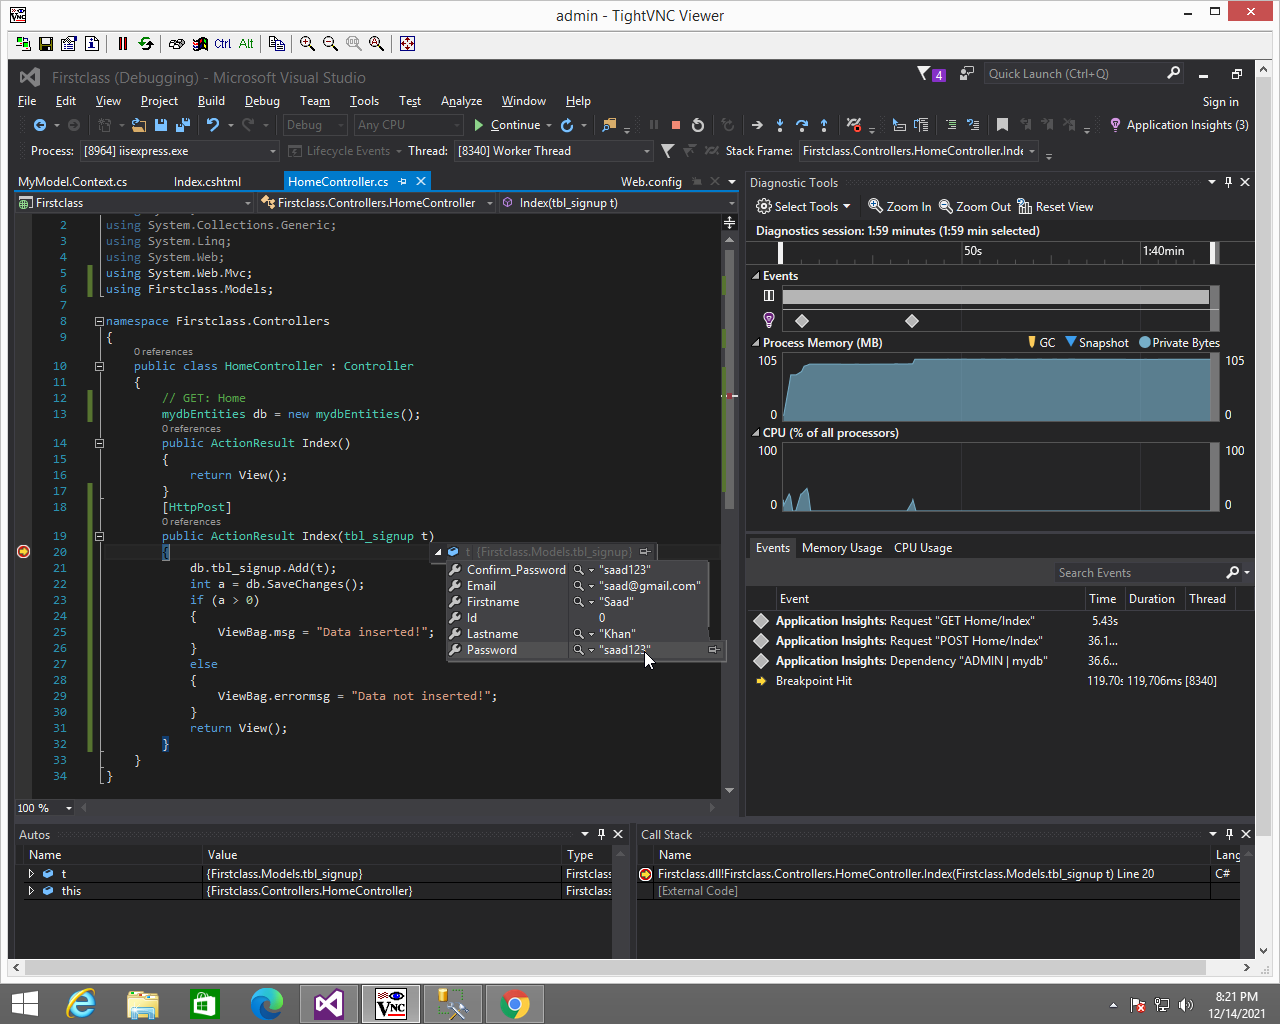 admin - TightVNC Viewer
Ctrl Alt
Firstclass (Debugging) - Microsoft Visual Studio
4
Quick Launch (Ctrl+Q)
File Edit View Project Build Debug Team Tools Test Analyze Window Help
Sign in
Debug Any CPU Continue Application Insights (3)
Process: [8964] iisexpress.exe Lifecycle Events Thread: [8340] Worker Thread Stack Frame: Firstclass.Controllers.HomeController.Inde
MyModel.Context.cs Index.cshtml HomeController.cs Web.config
Firstclass Firstclass.Controllers.HomeController Index(tbl_signup t)
2 using System.Collections.Generic;
3 using System.Linq;
4 using System.Web;
5 using System.Web.Mvc;
6 using Firstclass.Models;
7
8 namespace Firstclass.Controllers
9 {
0 references
10 public class HomeController : Controller
11 {
12 // GET: Home
13 mydbEntities db = new mydbEntities();
0 references
14 public ActionResult Index()
15 {
16 return View();
17 }
18 [HttpPost]
0 references
19 public ActionResult Index(tbl_signup t)
20 {
21 db.tbl_signup.Add(t);
22 int a = db.SaveChanges();
23 if (a > 0)
24 {
25 ViewBag.msg = "Data inserted!";
26 }
27 else
28 {
29 ViewBag.errormsg = "Data not inserted!";
30 }
31 return View();
32 }
33 }
34 }
t {Firstclass.Models.tbl_signup}
Confirm_Password "saad123"
Email "saad@gmail.com"
Firstname "Saad"
Id 0
Lastname "Khan"
Password "saad123"
100 %
Diagnostic Tools
Select Tools Zoom In Zoom Out Reset View
Diagnostics session: 1:59 minutes (1:59 min selected)
50s 1:40min
Events
Process Memory (MB) GC Snapshot Private Bytes
105 105
0 0
CPU (% of all processors)
100 100
0 0
Events Memory Usage CPU Usage
Search Events
Event Time Duration Thread
Application Insights: Request "GET Home/Index" 5.43s
Application Insights: Request "POST Home/Index" 36.1...
Application Insights: Dependency "ADMIN | mydb" 36.6...
Breakpoint Hit 119.70s 119,706ms [8340]
Autos
Name Value Type
t {Firstclass.Models.tbl_signup} Firstclass
this {Firstclass.Controllers.HomeController} Firstclass
Call Stack
Name Lang
Firstclass.dll!Firstclass.Controllers.HomeController.Index(Firstclass.Models.tbl_signup t) Line 20 C#
[External Code]
8:21 PM
12/14/2021